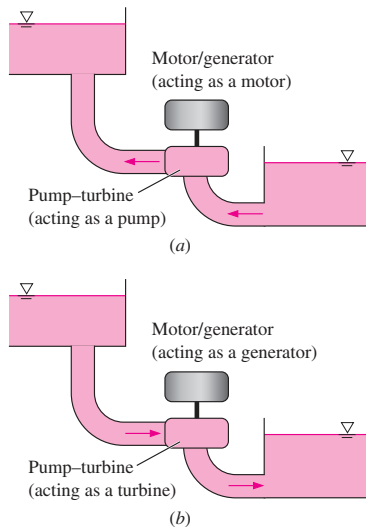 Motor/generator
(acting as a motor)
Pump–turbine
(acting as a pump)
(a)
Motor/generator
(acting as a generator)
Pump–turbine
(acting as a turbine)
(b)